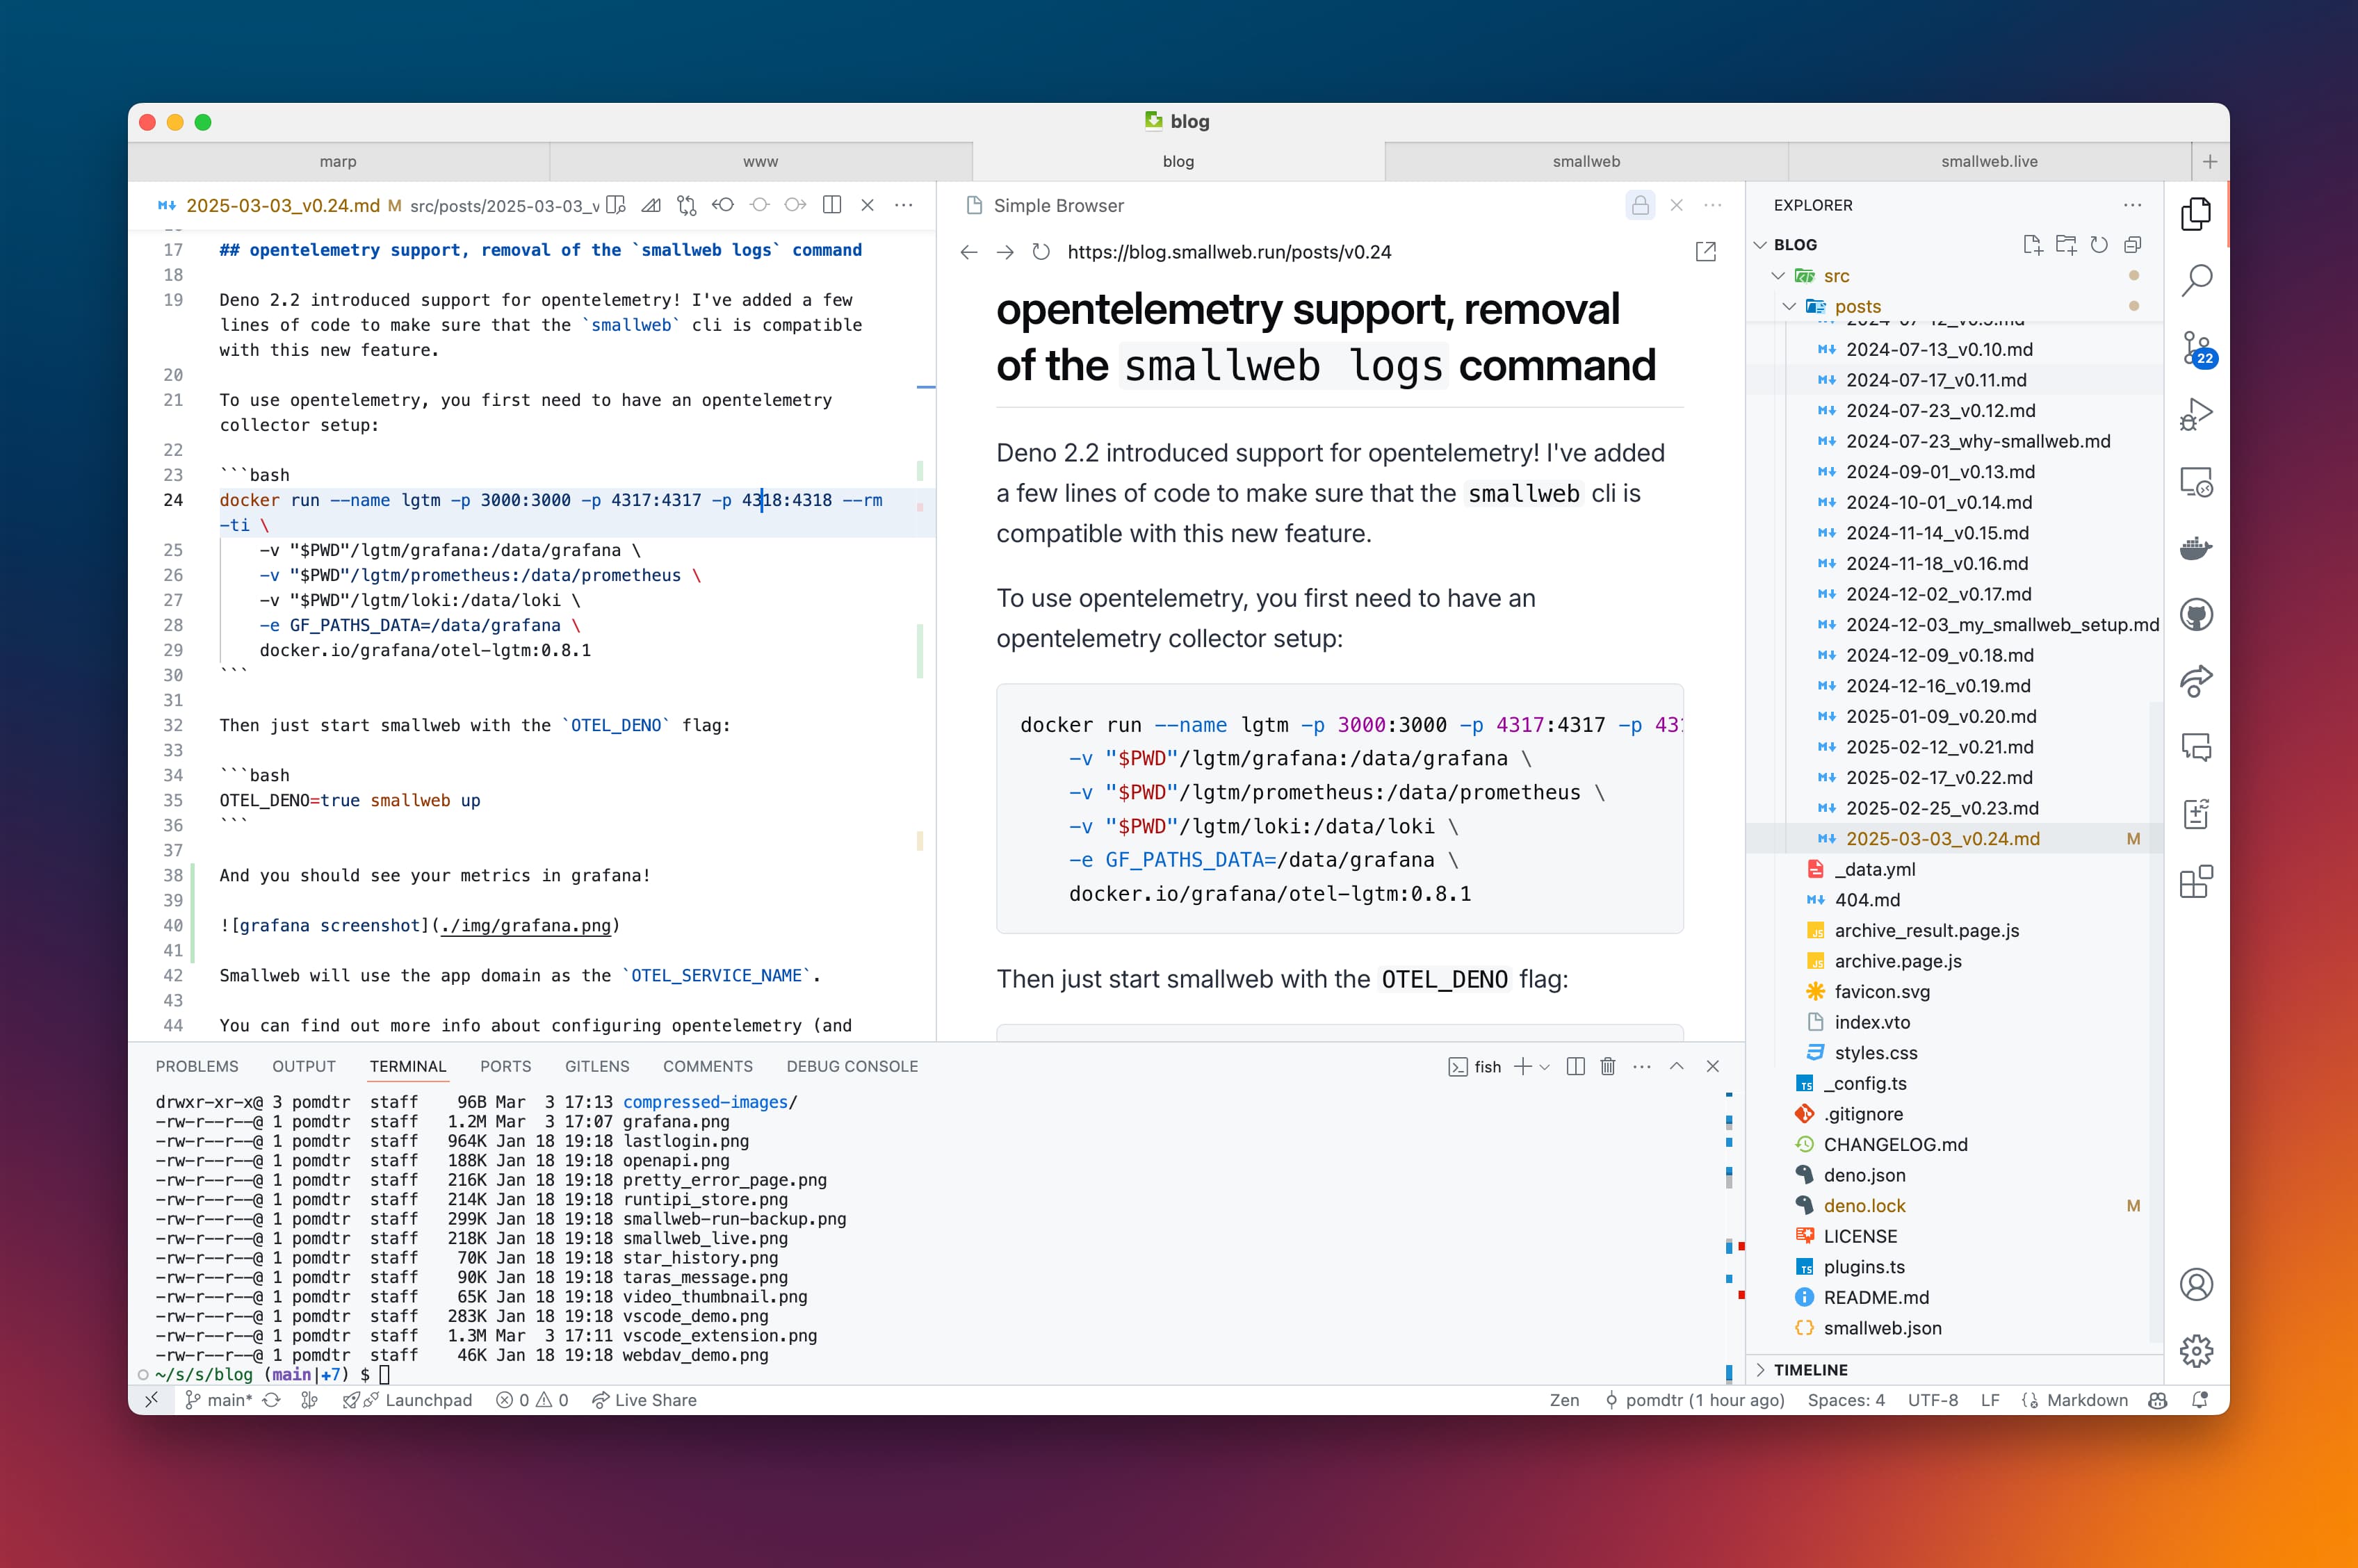 blog
marp
www
blog
smallweb
smallweb.live
2025-03-03_v0.24.md M src/posts/2025-03-03_v
17 ## opentelemetry support, removal of the `smallweb logs` command
18
19 Deno 2.2 introduced support for opentelemetry! I've added a few
lines of code to make sure that the `smallweb` cli is compatible
with this new feature.
20
21 To use opentelemetry, you first need to have an opentelemetry
collector setup:
22
23 ```bash
24 docker run --name lgtm -p 3000:3000 -p 4317:4317 -p 4318:4318 --rm
-ti \
25 -v "$PWD"/lgtm/grafana:/data/grafana \
26 -v "$PWD"/lgtm/prometheus:/data/prometheus \
27 -v "$PWD"/lgtm/loki:/data/loki \
28 -e GF_PATHS_DATA=/data/grafana \
29 docker.io/grafana/otel-lgtm:0.8.1
30 ```
31
32 Then just start smallweb with the `OTEL_DENO` flag:
33
34 ```bash
35 OTEL_DENO=true smallweb up
36 ```
37
38 And you should see your metrics in grafana!
39
40 ![grafana screenshot](./img/grafana.png)
41
42 Smallweb will use the app domain as the `OTEL_SERVICE_NAME`.
43
44 You can find out more info about configuring opentelemetry (and
Simple Browser
https://blog.smallweb.run/posts/v0.24
opentelemetry support, removal
of the smallweb logs command
Deno 2.2 introduced support for opentelemetry! I've added
a few lines of code to make sure that the smallweb cli is
compatible with this new feature.
To use opentelemetry, you first need to have an
opentelemetry collector setup:
docker run --name lgtm -p 3000:3000 -p 4317:4317 -p 43
-v "$PWD"/lgtm/grafana:/data/grafana \
-v "$PWD"/lgtm/prometheus:/data/prometheus \
-v "$PWD"/lgtm/loki:/data/loki \
-e GF_PATHS_DATA=/data/grafana \
docker.io/grafana/otel-lgtm:0.8.1
Then just start smallweb with the OTEL_DENO flag:
EXPLORER
BLOG
src
posts
2024-07-13_v0.10.md
2024-07-17_v0.11.md
2024-07-23_v0.12.md
2024-07-23_why-smallweb.md
2024-09-01_v0.13.md
2024-10-01_v0.14.md
2024-11-14_v0.15.md
2024-11-18_v0.16.md
2024-12-02_v0.17.md
2024-12-03_my_smallweb_setup.md
2024-12-09_v0.18.md
2024-12-16_v0.19.md
2025-01-09_v0.20.md
2025-02-12_v0.21.md
2025-02-17_v0.22.md
2025-02-25_v0.23.md
2025-03-03_v0.24.md M
_data.yml
404.md
archive_result.page.js
archive.page.js
favicon.svg
index.vto
styles.css
_config.ts
.gitignore
CHANGELOG.md
deno.json
deno.lock M
LICENSE
plugins.ts
README.md
smallweb.json
TIMELINE
22
PROBLEMS OUTPUT TERMINAL PORTS GITLENS COMMENTS DEBUG CONSOLE
fish
drwxr-xr-x@ 3 pomdtr staff 96B Mar 3 17:13 compressed-images/
-rw-r--r--@ 1 pomdtr staff 1.2M Mar 3 17:07 grafana.png
-rw-r--r--@ 1 pomdtr staff 964K Jan 18 19:18 lastlogin.png
-rw-r--r--@ 1 pomdtr staff 188K Jan 18 19:18 openapi.png
-rw-r--r--@ 1 pomdtr staff 216K Jan 18 19:18 pretty_error_page.png
-rw-r--r--@ 1 pomdtr staff 214K Jan 18 19:18 runtipi_store.png
-rw-r--r--@ 1 pomdtr staff 299K Jan 18 19:18 smallweb-run-backup.png
-rw-r--r--@ 1 pomdtr staff 218K Jan 18 19:18 smallweb_live.png
-rw-r--r--@ 1 pomdtr staff 70K Jan 18 19:18 star_history.png
-rw-r--r--@ 1 pomdtr staff 90K Jan 18 19:18 taras_message.png
-rw-r--r--@ 1 pomdtr staff 65K Jan 18 19:18 video_thumbnail.png
-rw-r--r--@ 1 pomdtr staff 283K Jan 18 19:18 vscode_demo.png
-rw-r--r--@ 1 pomdtr staff 1.3M Mar 3 17:11 vscode_extension.png
-rw-r--r--@ 1 pomdtr staff 46K Jan 18 19:18 webdav_demo.png
~/s/s/blog (main|+7) $
main* Launchpad 0 0 Live Share
Zen pomdtr (1 hour ago) Spaces: 4 UTF-8 LF Markdown